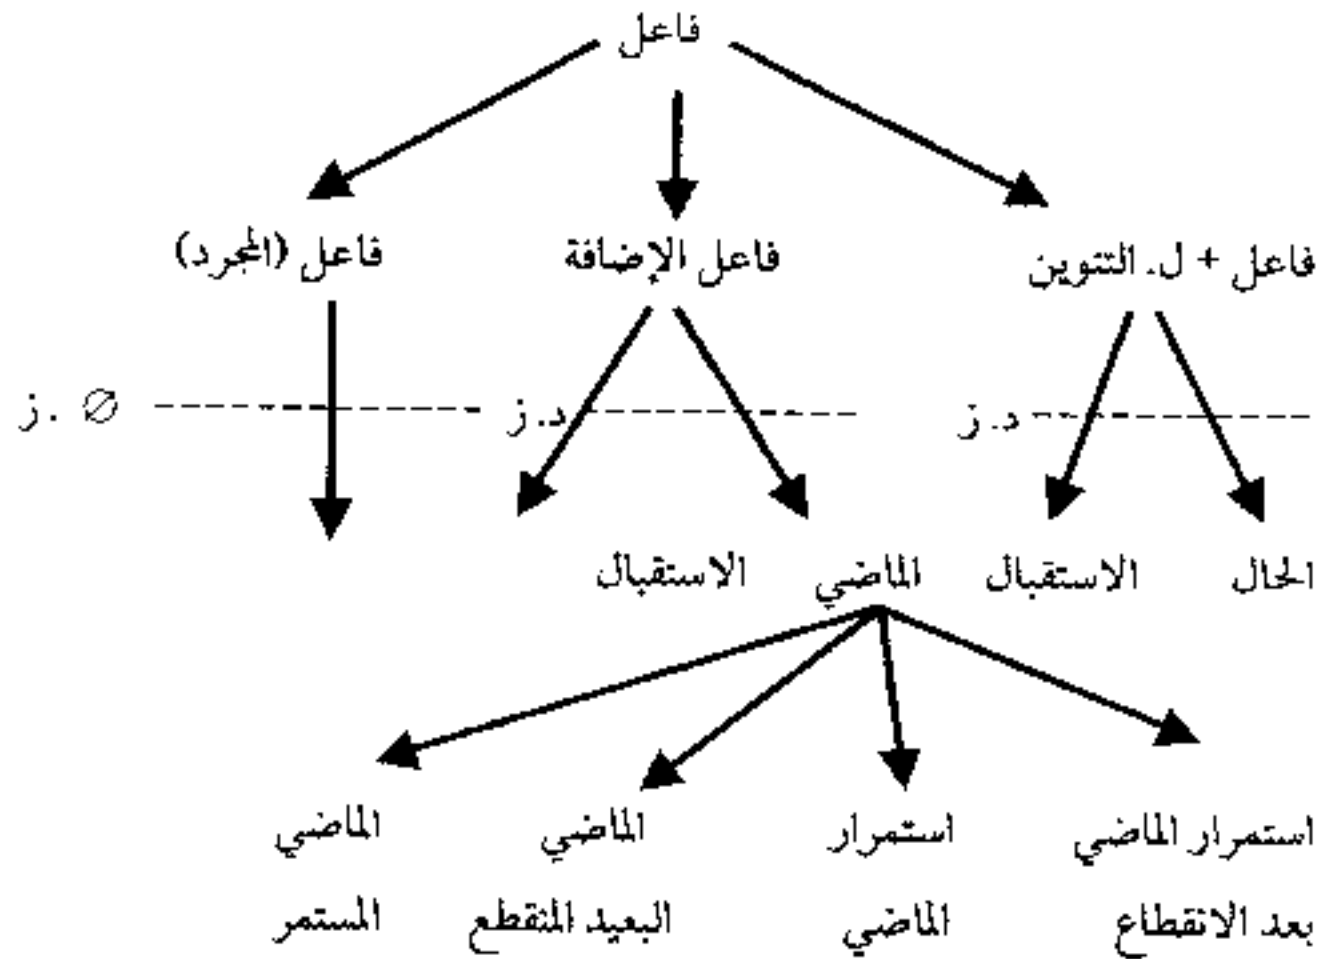 فاعل
فاعل + ل. التنوين
فاعل الإضافة
فاعل (المجرد)
د. ز
د. ز
ز . ∅
الحال
الاستقبال
الماضي
الاستقبال
استمرار الماضي
بعد الانقطاع
استمرار
الماضي
الماضي
البعيد المنقطع
الماضي
المستمر